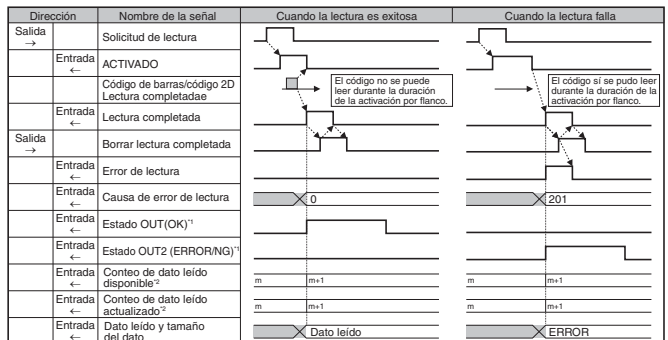 Dirección Nombre de la señal Cuando la lectura es exitosa Cuando la lectura falla
Salida → Solicitud de lectura
Entrada ← ACTIVADO
Código de barras/código 2D
Lectura completadae
El código no se puede
leer durante la duración
de la activación por flanco.
El código sí se pudo leer
durante la duración de la
activación por flanco.
Entrada ← Lectura completa
Salida → Borrar lectura completada
Entrada ← Error de lectura
Entrada ← Causa de error de lectura 0 201
Entrada ← Estado OUT(OK)*1
Entrada ← Estado OUT2 (ERROR/NG)*1
Entrada ← Conteo de dato leído
disponible*2 m m+1 m m+1
Entrada ← Conteo de dato leído
actualizado*2 m m+1 m m+1
Entrada ← Dato leído y tamaño
del dato Dato leído ERROR